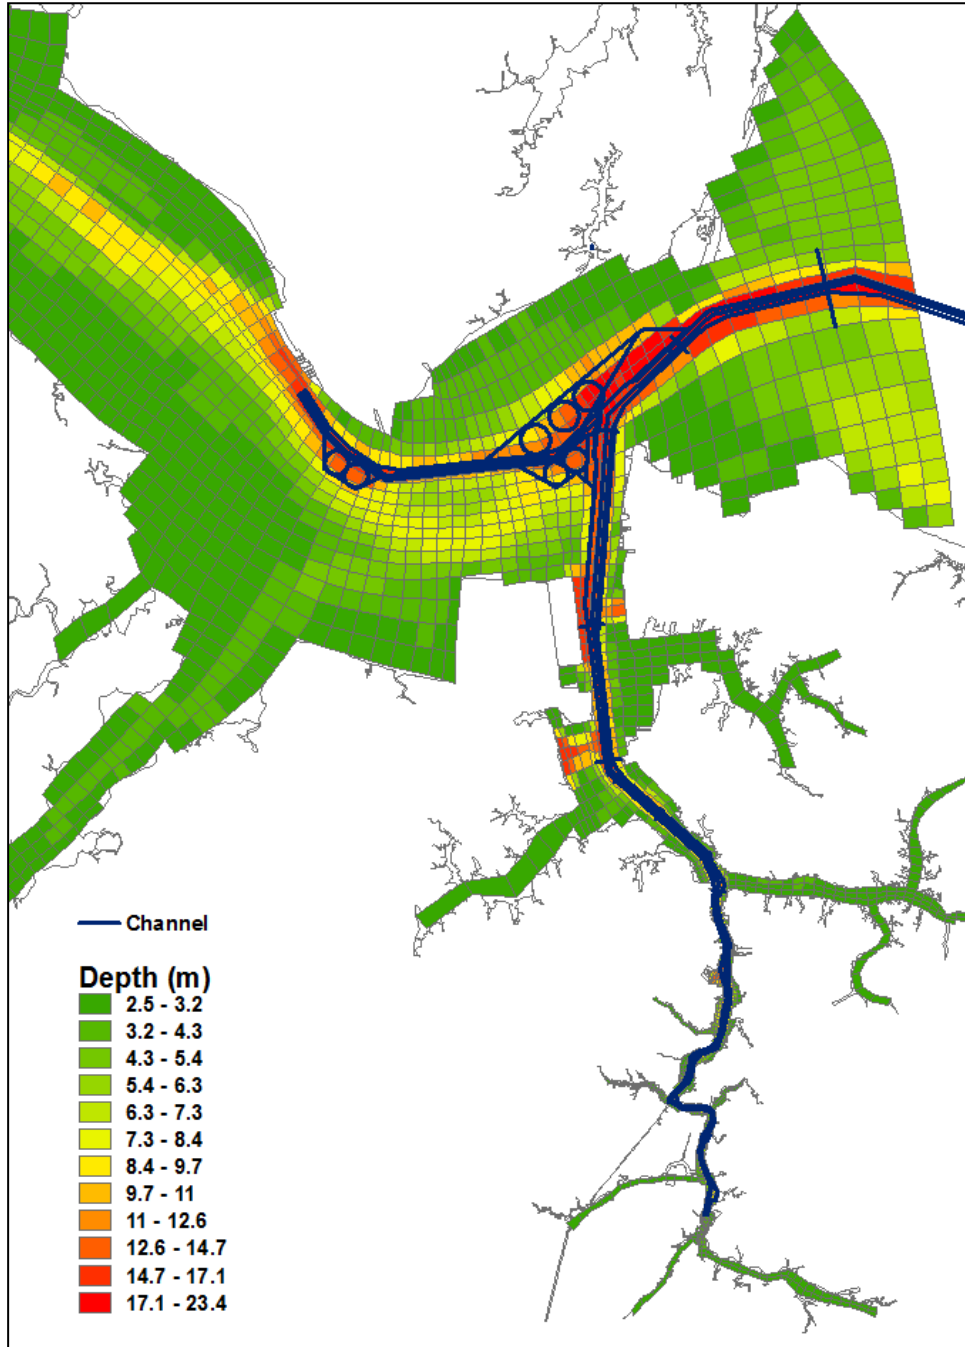 Channel
Depth (m)
2.5 - 3.2
3.2 - 4.3
4.3 - 5.4
5.4 - 6.3
6.3 - 7.3
7.3 - 8.4
8.4 - 9.7
9.7 - 11
11 - 12.6
12.6 - 14.7
14.7 - 17.1
17.1 - 23.4